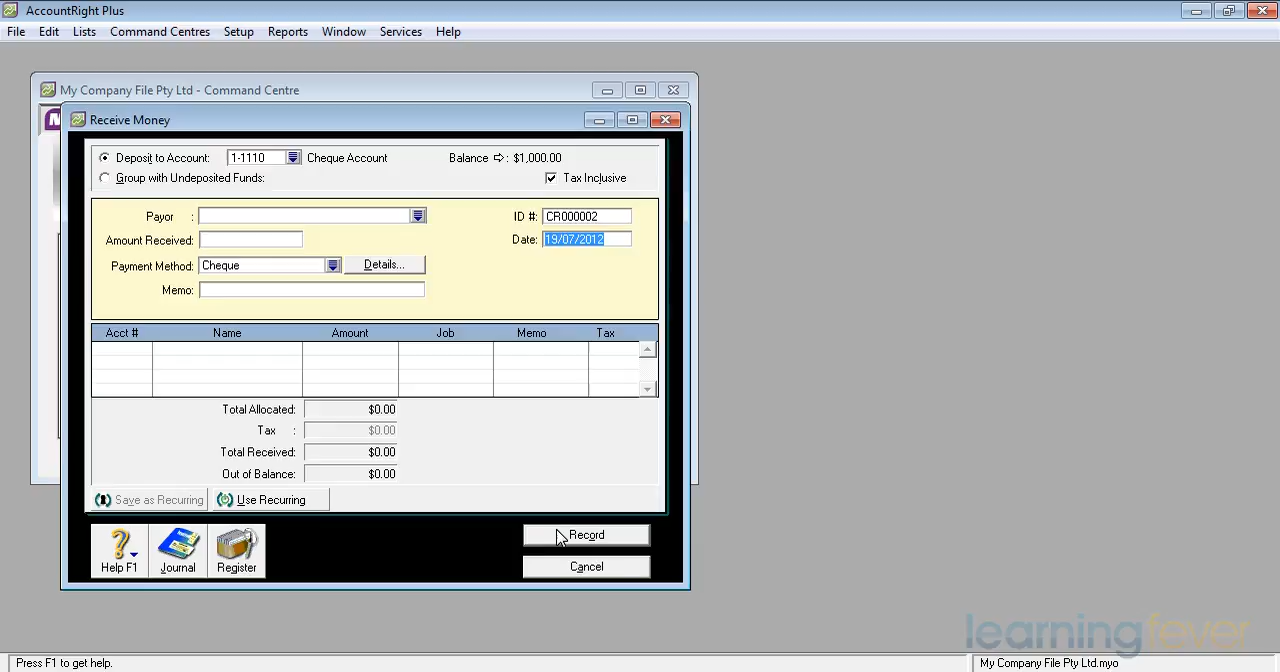 AccountRight Plus
File Edit Lists Command Centres Setup Reports Window Services Help
My Company File Pty Ltd - Command Centre
Receive Money
Deposit to Account: 1-1110 Cheque Account Balance ⇨: $1,000.00
Group with Undeposited Funds: Tax Inclusive
Payor : ID #: CR000002
Amount Received: Date: 19/07/2012
Payment Method: Cheque Details...
Memo:
Acct # Name Amount Job Memo Tax
Total Allocated: $0.00
Tax : $0.00
Total Received: $0.00
Out of Balance: $0.00
Save as Recurring Use Recurring
Record
Help F1 Journal Register Cancel
learningfever
Press F1 to get help. My Company File Pty Ltd.myo